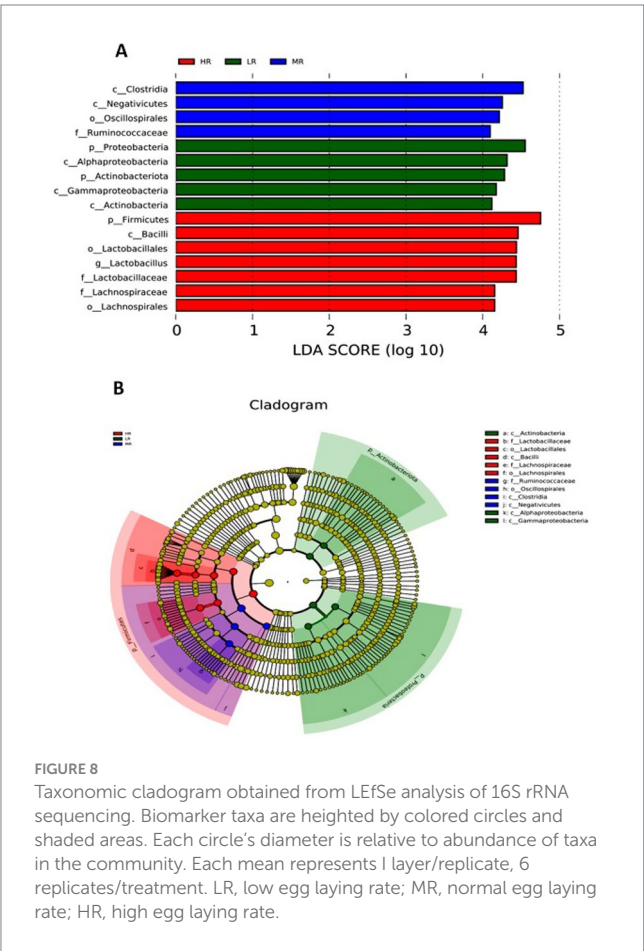 A
HR LR MR
c__Clostridia
c__Negativicutes
o__Oscillospirales
f__Ruminococcaceae
p__Proteobacteria
c__Alphaproteobacteria
p__Actinobacteriota
c__Gammaproteobacteria
c__Actinobacteria
p__Firmicutes
c__Bacilli
o__Lactobacillales
g__Lactobacillus
f__Lactobacillaceae
f__Lachnospiraceae
o__Lachnospirales
0 1 2 3 4 5
LDA SCORE (log 10)
B
Cladogram
HR
LR
MR
a: c__Actinobacteria
b: f__Lactobacillaceae
c: o__Lactobacillales
d: c__Bacilli
e: f__Lachnospiraceae
f: o__Lachnospirales
g: f__Ruminococcaceae
h: o__Oscillospirales
i: c__Clostridia
j: c__Negativicutes
k: c__Alphaproteobacteria
l: c__Gammaproteobacteria
p__Actinobacteriota
a
p__Firmicutes
p__Proteobacteria
FIGURE 8
Taxonomic cladogram obtained from LEfSe analysis of 16S rRNA
sequencing. Biomarker taxa are heighted by colored circles and
shaded areas. Each circle's diameter is relative to abundance of taxa
in the community. Each mean represents I layer/replicate, 6
replicates/treatment. LR, low egg laying rate; MR, normal egg laying
rate; HR, high egg laying rate.